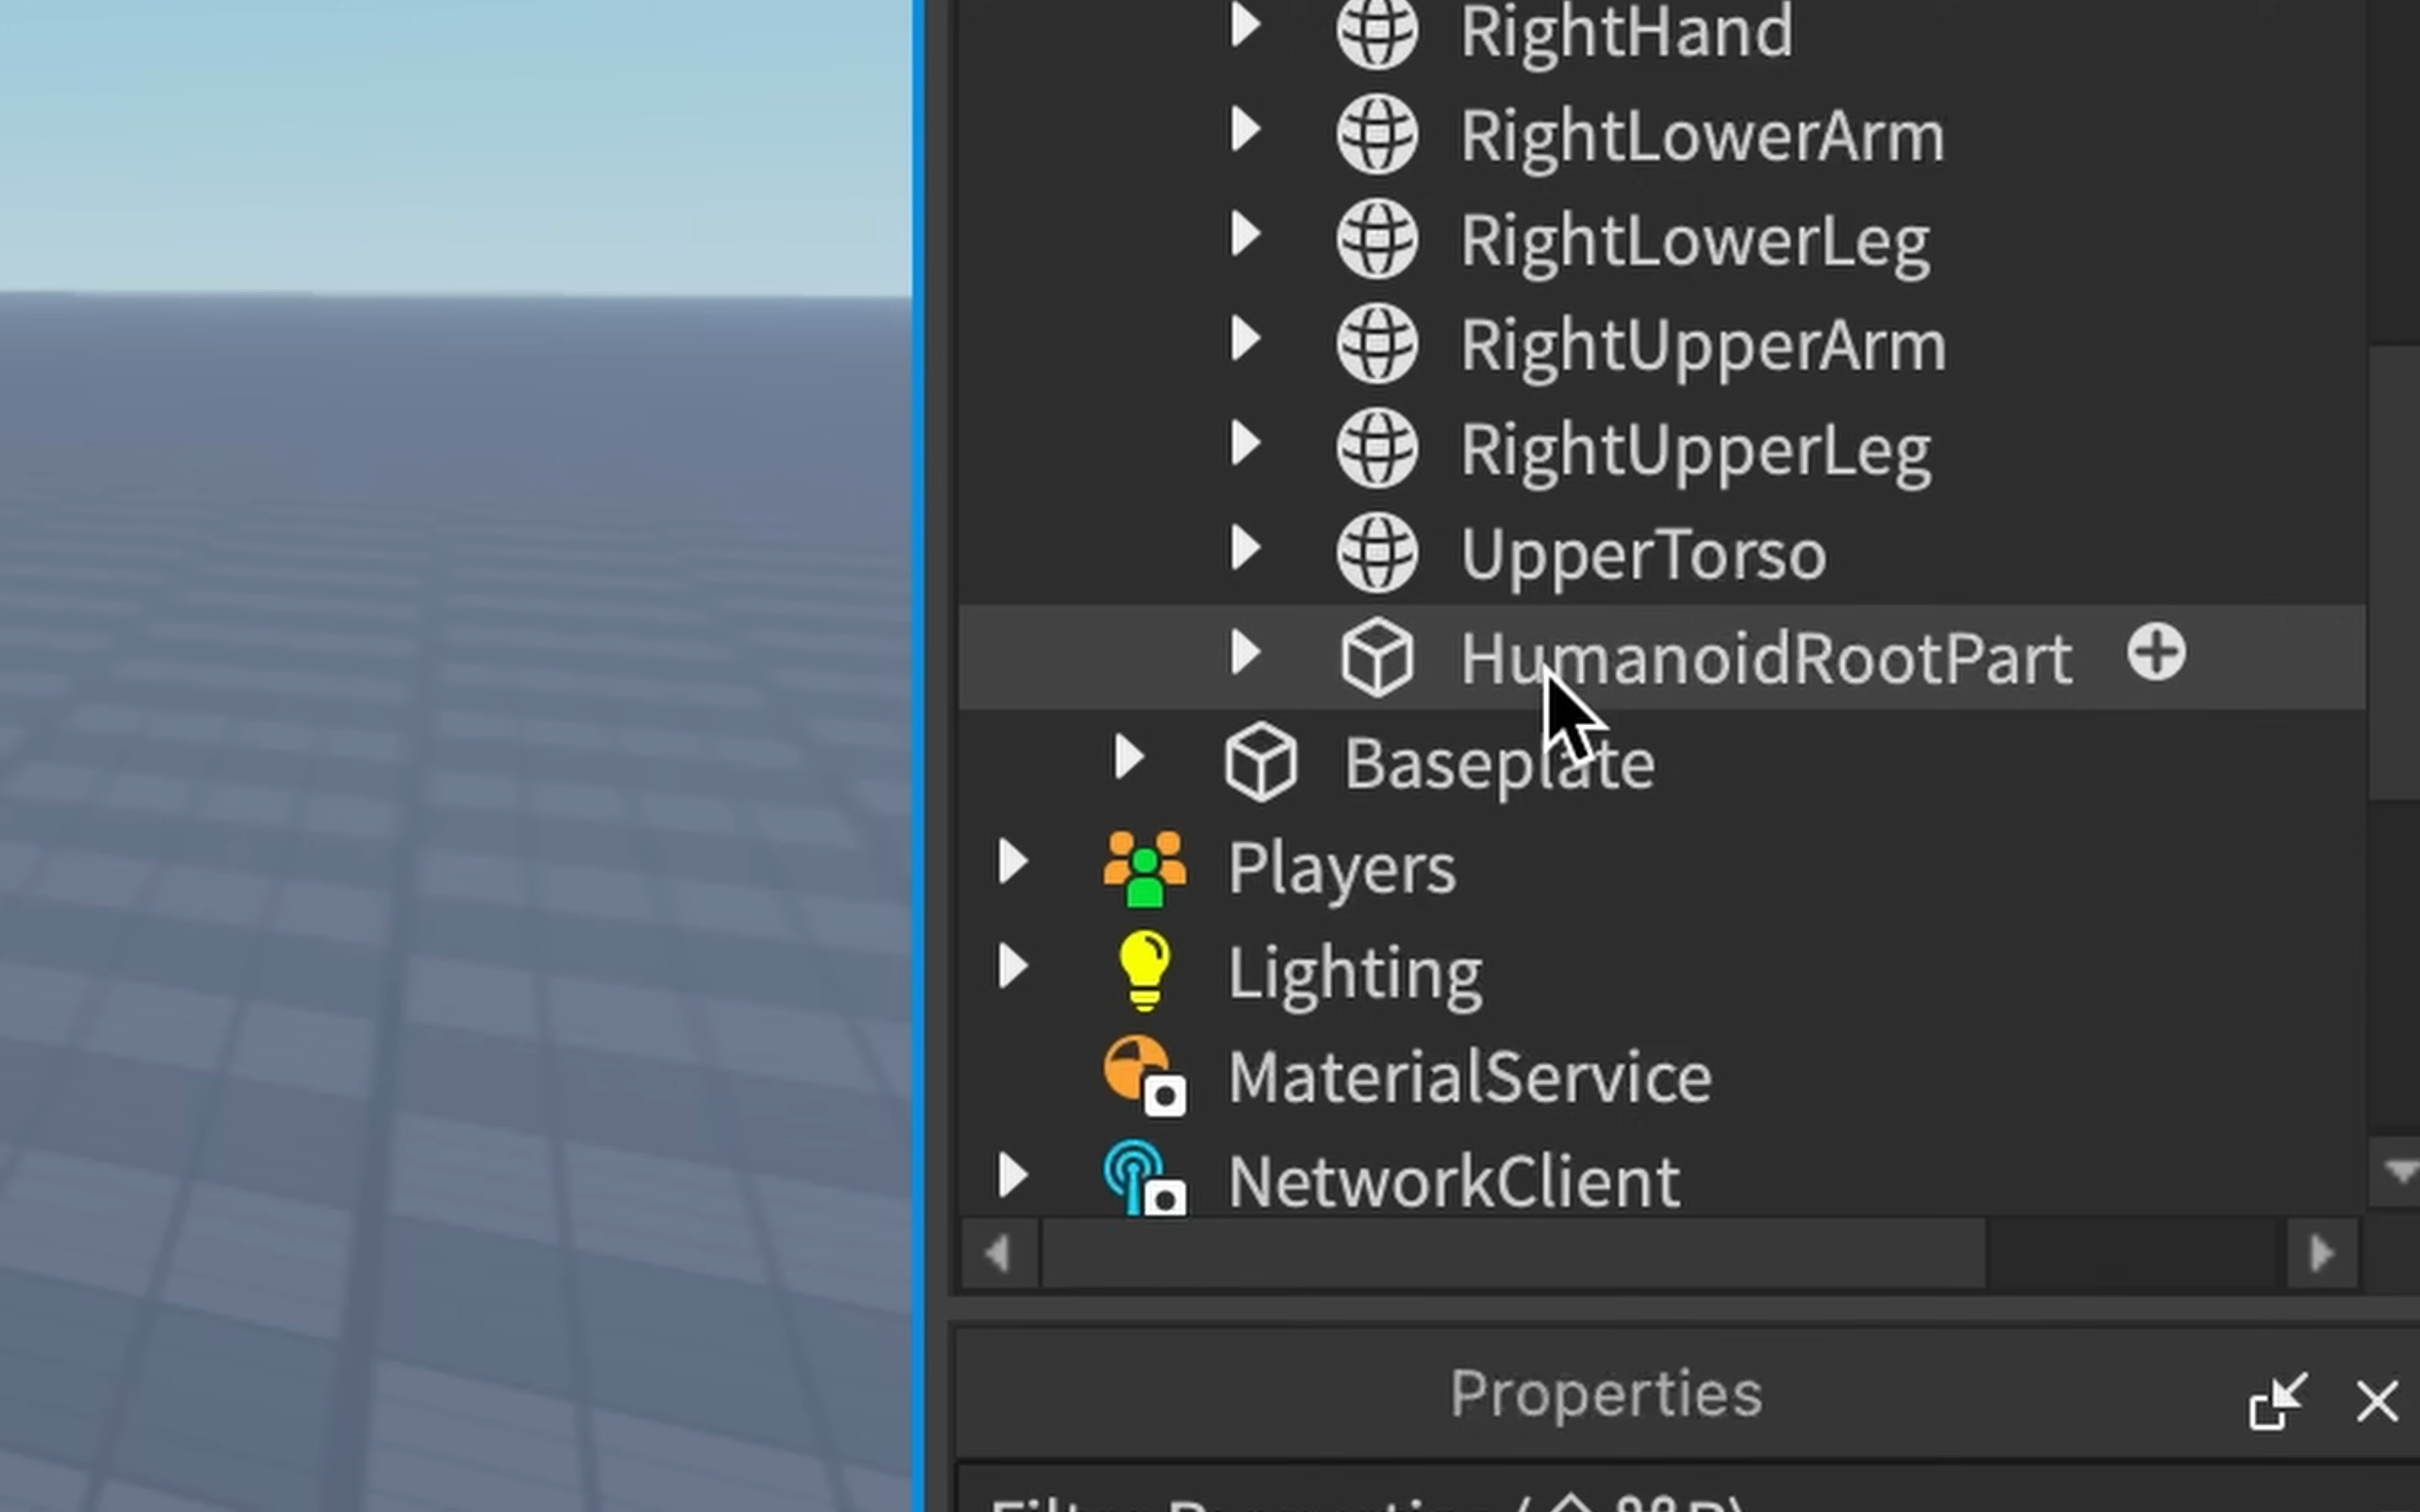 RightHand
RightLowerArm
RightLowerLeg
RightUpperArm
RightUpperLeg
UpperTorso
HumanoidRootPart
Baseplate
Players
Lighting
MaterialService
NetworkClient
Properties